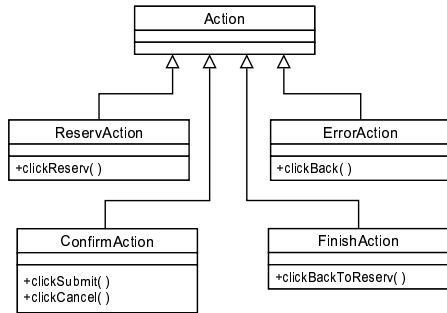 Action
ReservAction
+clickReserv( )
ErrorAction
+clickBack( )
ConfirmAction
+clickSubmit( )
+clickCancel( )
FinishAction
+clickBackToReserv( )